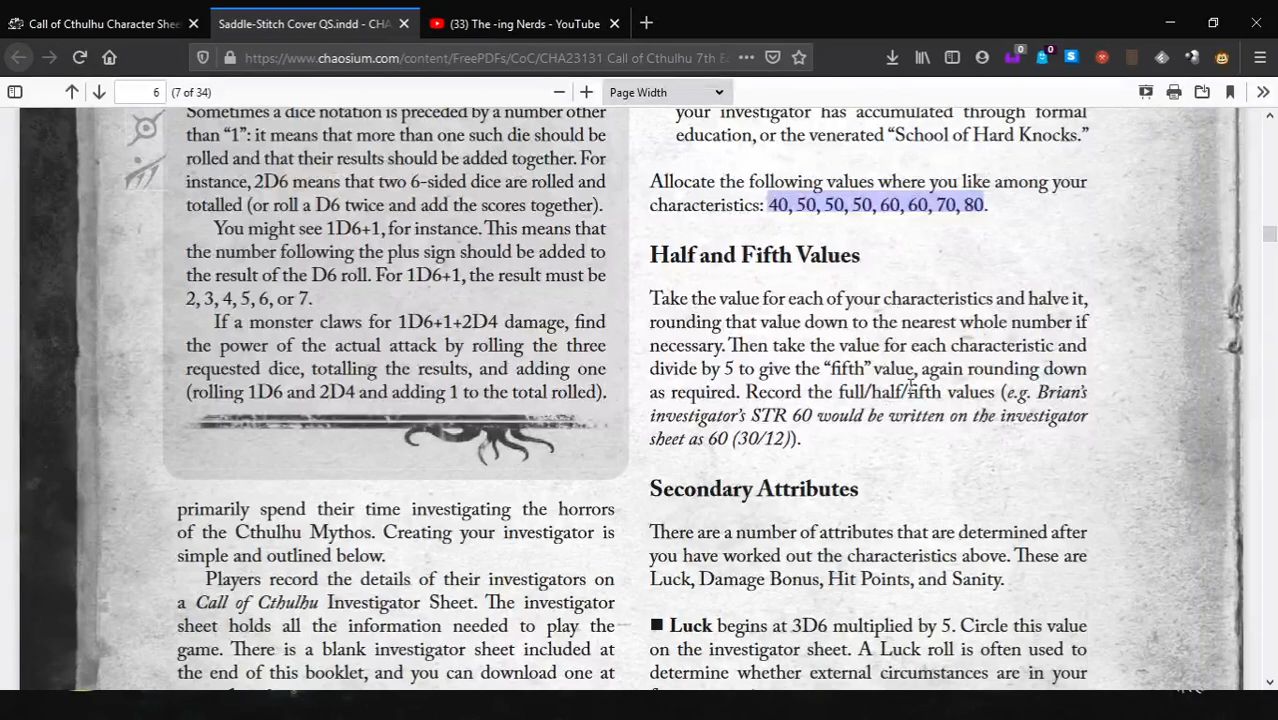 Call of Cthulhu Character Shee
Saddle-Stitch Cover QS.indd - CHA
(33) The -ing Nerds - YouTube
https://www.chaosium.com/content/FreePDFs/CoC/CHA23131 Call of Cthulhu 7th Ed
0
0
6
(7 of 34)
Page Width
Sometimes a dice notation is preceded by a number other
than "1": it means that more than one such die should be
rolled and that their results should be added together. For
instance, 2D6 means that two 6-sided dice are rolled and
totalled (or roll a D6 twice and add the scores together).
You might see 1D6+1, for instance. This means that
the number following the plus sign should be added to
the result of the D6 roll. For 1D6+1, the result must be
2, 3, 4, 5, 6, or 7.
If a monster claws for 1D6+1+2D4 damage, find
the power of the actual attack by rolling the three
requested dice, totalling the results, and adding one
(rolling 1D6 and 2D4 and adding 1 to the total rolled).
primarily spend their time investigating the horrors
of the Cthulhu Mythos. Creating your investigator is
simple and outlined below.
Players record the details of their investigators on
a Call of Cthulhu Investigator Sheet. The investigator
sheet holds all the information needed to play the
game. There is a blank investigator sheet included at
the end of this booklet, and you can download one at
your investigator has accumulated through formal
education, or the venerated “School of Hard Knocks.”
Allocate the following values where you like among your
characteristics: 40, 50, 50, 50, 60, 60, 70, 80.
Half and Fifth Values
Take the value for each of your characteristics and halve it,
rounding that value down to the nearest whole number if
necessary. Then take the value for each characteristic and
divide by 5 to give the “fifth” value, again rounding down
as required. Record the full/half/fifth values (e.g. Brian's
investigator's STR 60 would be written on the investigator
sheet as 60 (30/12)).
Secondary Attributes
There are a number of attributes that are determined after
you have worked out the characteristics above. These are
Luck, Damage Bonus, Hit Points, and Sanity.
■ Luck begins at 3D6 multiplied by 5. Circle this value
on the investigator sheet. A Luck roll is often used to
determine whether external circumstances are in your